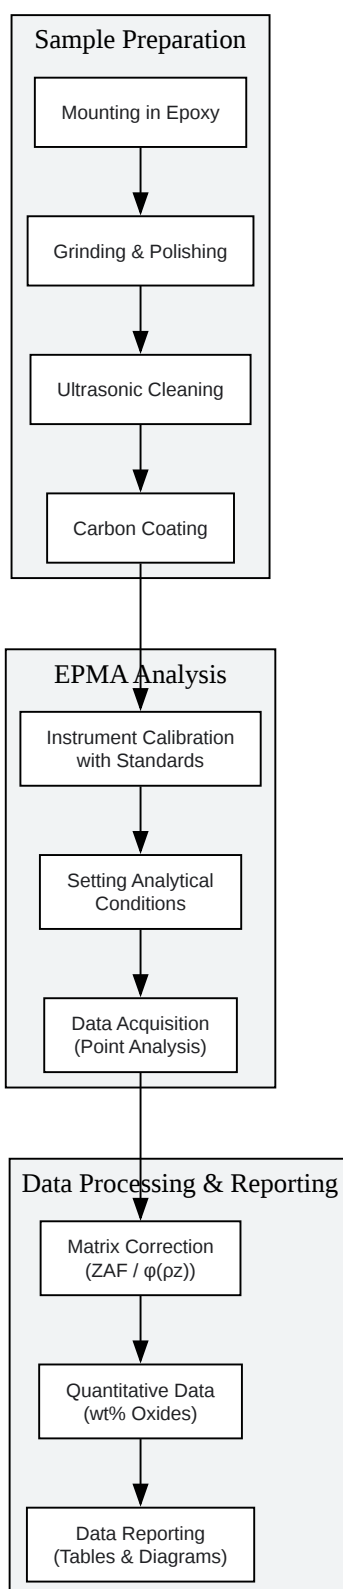 Sample Preparation
Mounting in Epoxy
Grinding & Polishing
Ultrasonic Cleaning
Carbon Coating
EPMA Analysis
Instrument Calibration
with Standards
Setting Analytical
Conditions
Data Acquisition
(Point Analysis)
Data Processing & Reporting
Matrix Correction
(ZAF / φ(ρz))
Quantitative Data
(wt% Oxides)
Data Reporting
(Tables & Diagrams)